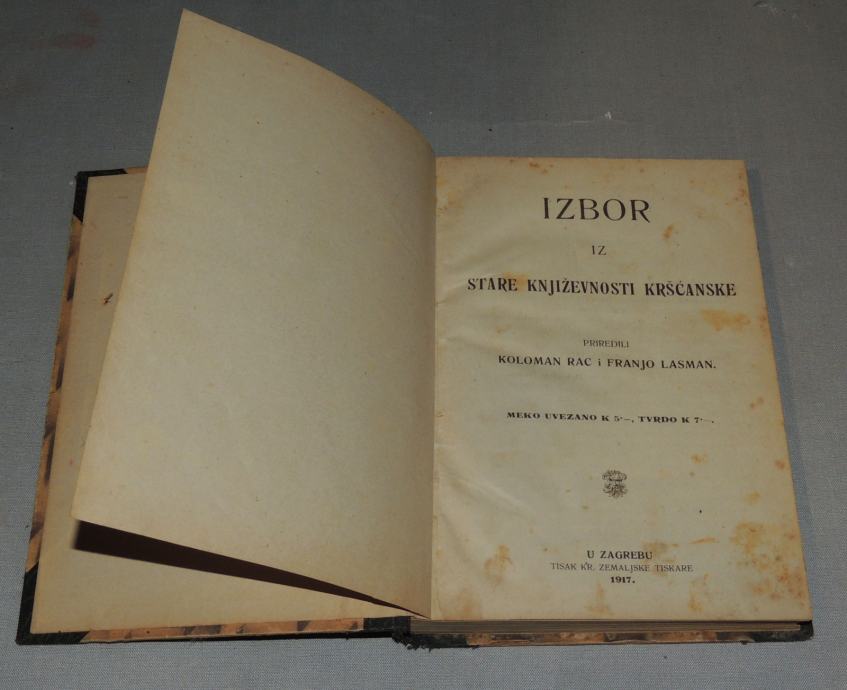 IZBOR
IZ
STARE KNJIŽEVNOSTI KRŠĆANSKE
PRIREDILI
KOLOMAN RAC i FRANJO LASMAN.
MEKO UVEZANO K 5·—, TVRDO K 7·—.
U ZAGREBU
TISAK KR. ZEMALJSKE TISKARE
1917.